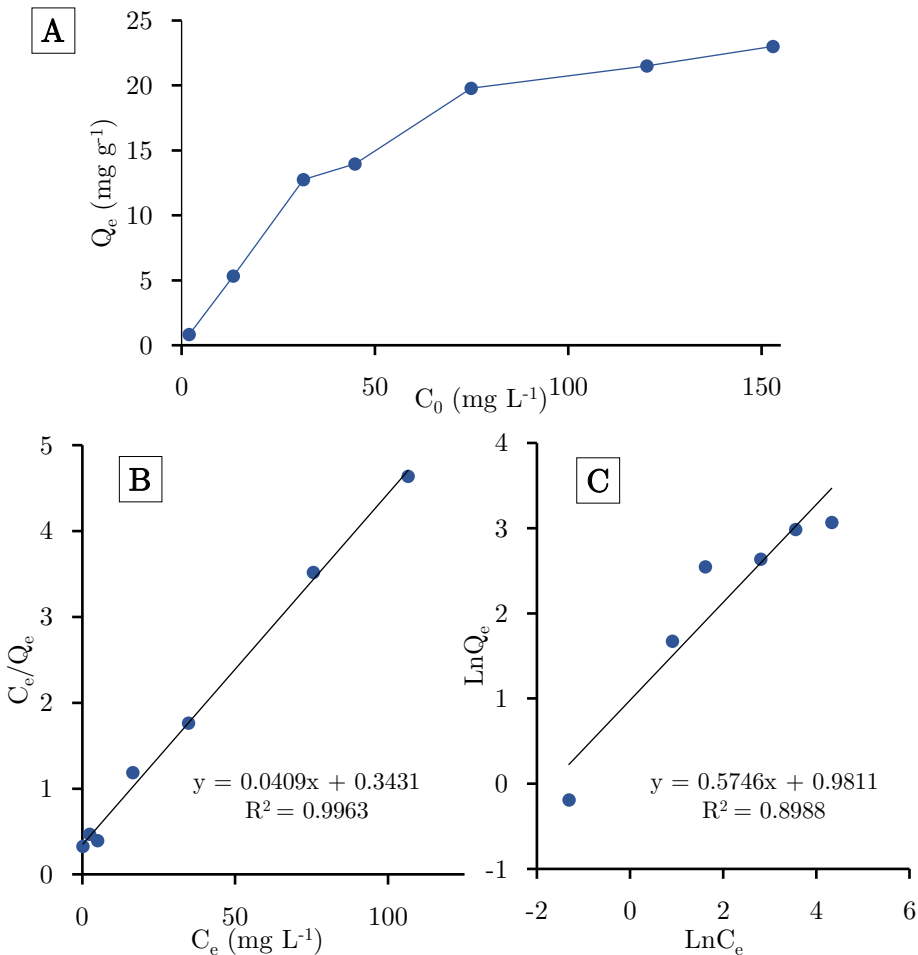 A
25
20
15
10
5
0
Qₑ (mg g⁻¹)
0 50 100 150
C₀ (mg L⁻¹)
B
5
4
3
2
1
0
Cₑ/Qₑ
y = 0.0409x + 0.3431
R² = 0.9963
0 50 100
Cₑ (mg L⁻¹)
C
4
3
2
1
0
-1
LnQₑ
y = 0.5746x + 0.9811
R² = 0.8988
-2 0 2 4 6
LnCₑ